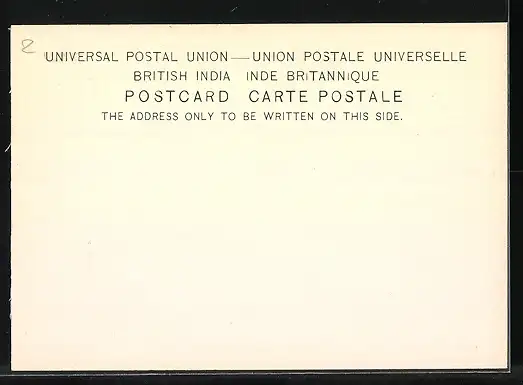 2
UNIVERSAL POSTAL UNION — UNION POSTALE UNIVERSELLE
BRITISH INDIA INDE BRITANNIQUE
POSTCARD CARTE POSTALE
THE ADDRESS ONLY TO BE WRITTEN ON THIS SIDE.